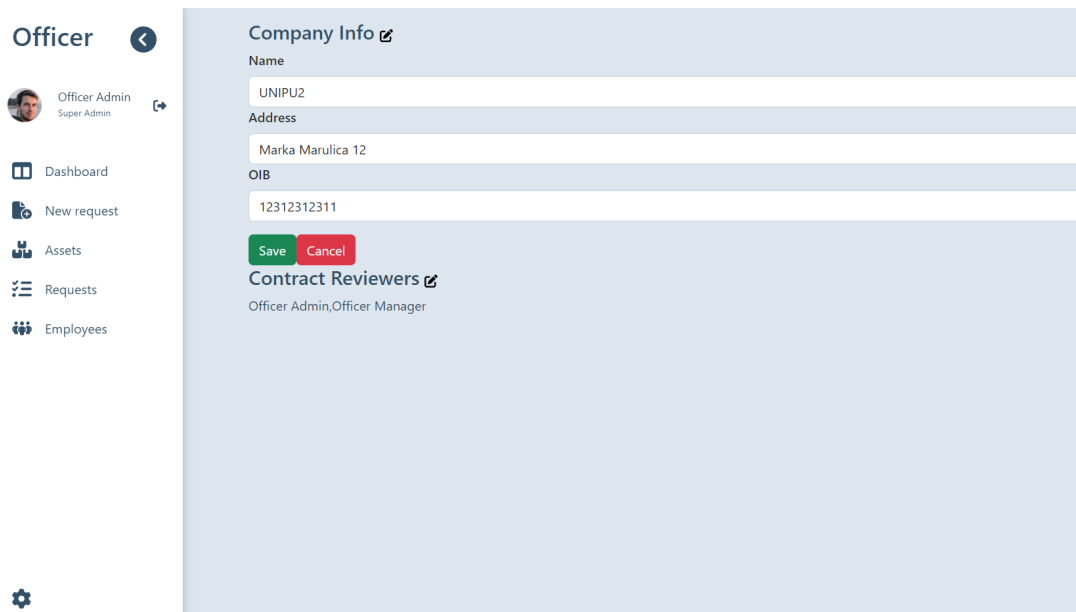 Officer
Officer Admin
Super Admin
Dashboard
New request
Assets
Requests
Employees
Company Info
Name
UNIPU2
Address
Marka Marulica 12
OIB
12312312311
Save Cancel
Contract Reviewers
Officer Admin,Officer Manager